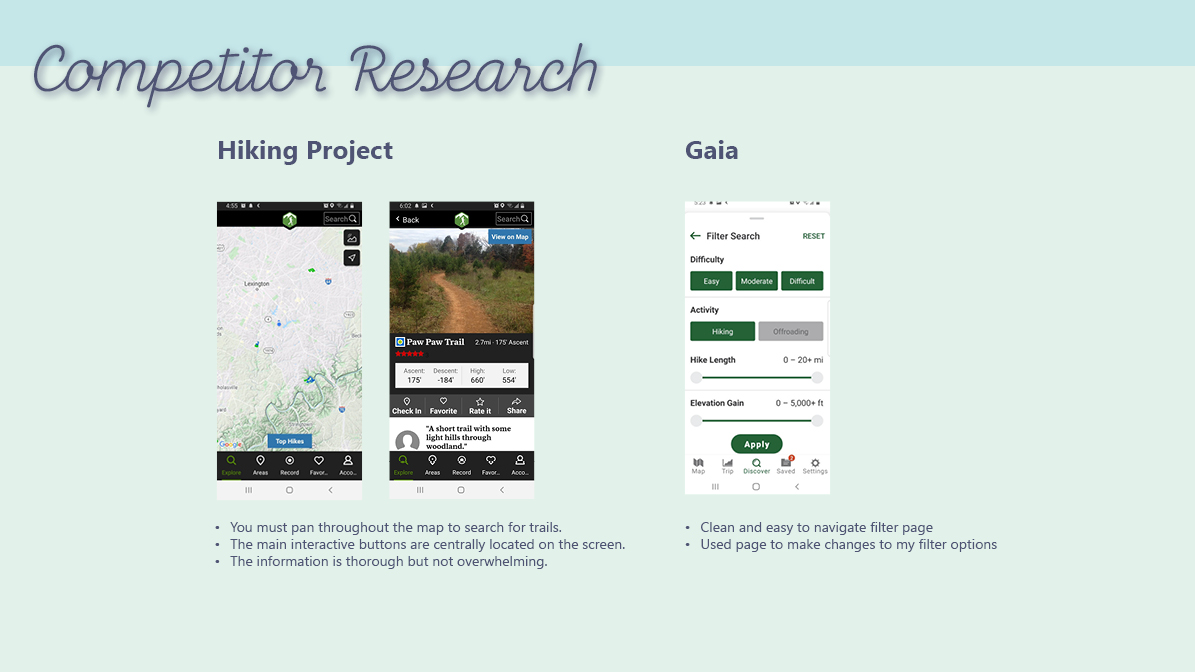 Competitor Research
Hiking Project
Gaia
4:55
Search
Lexington
Google
Top Hikes
Explore Areas Record Favor... Acco...
6:02
Back
Search
View on Map
Paw Paw Trail 2.7mi · 175' Ascent
Ascent: Descent: High: Low:
175' -184' 660' 554'
Check In Favorite Rate it Share
"A short trail with some
light hills through
woodland."
Explore Areas Record Favor... Acco...
5:23
Filter Search RESET
Difficulty
Easy Moderate Difficult
Activity
Hiking Offroading
Hike Length 0 – 20+ mi
Elevation Gain 0 – 5,000+ ft
Apply
Map Trip Discover Saved Settings
• You must pan throughout the map to search for trails.
• The main interactive buttons are centrally located on the screen.
• The information is thorough but not overwhelming.
• Clean and easy to navigate filter page
• Used page to make changes to my filter options